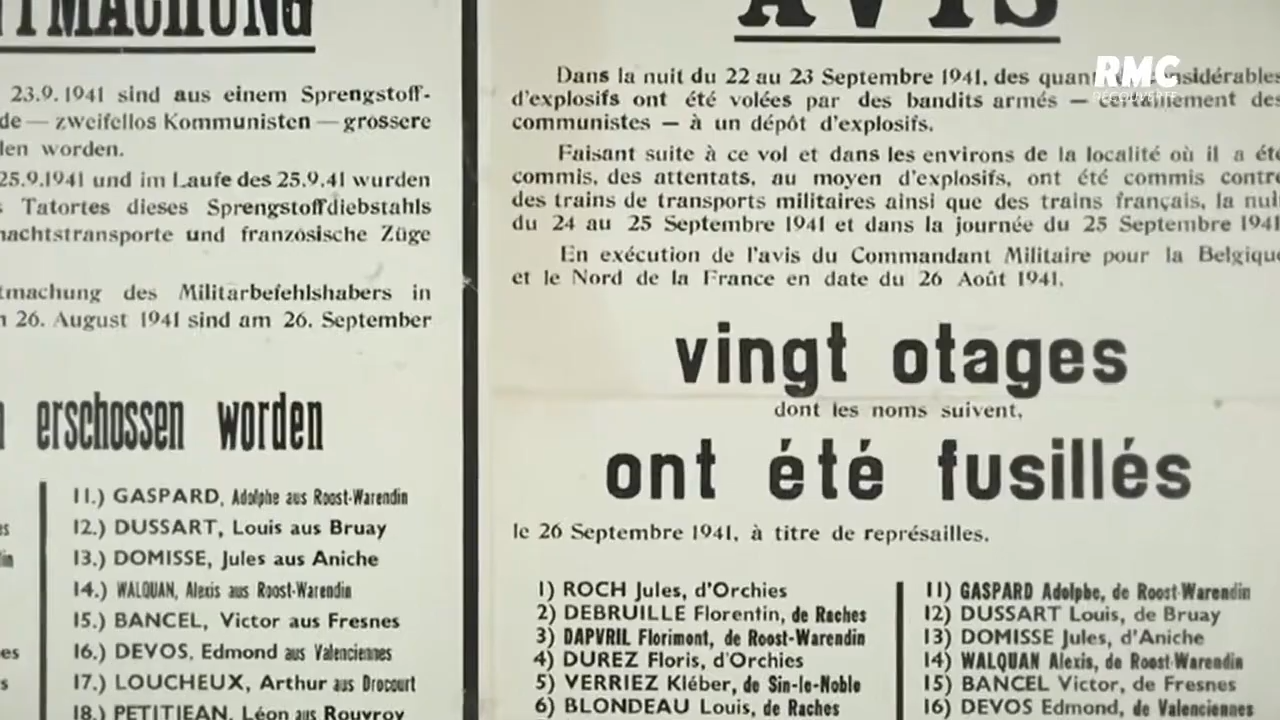 TMACHUNG
23.9.1941 sind aus einem Sprengstoff-
de — zweifellos Kommunisten — grossere
len worden.
25.9.1941 und im Laufe des 25.9.41 wurden
s Tatortes dieses Sprengstoffdiebstahls
nachtstransporte und französische Züge
tmachung des Militarbefehlshabers in
n 26. August 1941 sind am 26. September
n erschossen worden
11.) GASPARD, Adolphe aus Roost-Warendin
12.) DUSSART, Louis aus Bruay
13.) DOMISSE, Jules aus Aniche
14.) WALQUAN, Alexis aus Roost-Warendin
15.) BANCEL, Victor aus Fresnes
16.) DEVOS, Edmond aus Valenciennes
17.) LOUCHEUX, Arthur aus Drocourt
18.) PETITJEAN, Léon aus Rouvroy
AVIS
RMC
DECOUVERTE
Dans la nuit du 22 au 23 Septembre 1941, des quan nsidérables
d'explosifs ont été volées par des bandits armés — des
communistes — à un dépôt d'explosifs.
Faisant suite à ce vol et dans les environs de la localité où il a été
commis, des attentats, au moyen d'explosifs, ont été commis contre
des trains de transports militaires ainsi que des trains français, la nuit
du 24 au 25 Septembre 1941 et dans la journée du 25 Septembre 1941
En exécution de l'avis du Commandant Militaire pour la Belgique
et le Nord de la France en date du 26 Août 1941,
vingt otages
dont les noms suivent,
ont été fusillés
le 26 Septembre 1941, à titre de représailles.
1) ROCH Jules, d'Orchies
2) DEBRUILLE Florentin, de Raches
3) DAPVRIL Florimont, de Roost-Warendin
4) DUREZ Floris, d'Orchies
5) VERRIEZ Kléber, de Sin-le-Noble
6) BLONDEAU Louis, de Raches
11) GASPARD Adolphe, de Roost-Warendin
12) DUSSART Louis, de Bruay
13) DOMISSE Jules, d'Aniche
14) WALQUAN Alexis, de Roost-Warendin
15) BANCEL Victor, de Fresnes
16) DEVOS Edmond, de Valenciennes